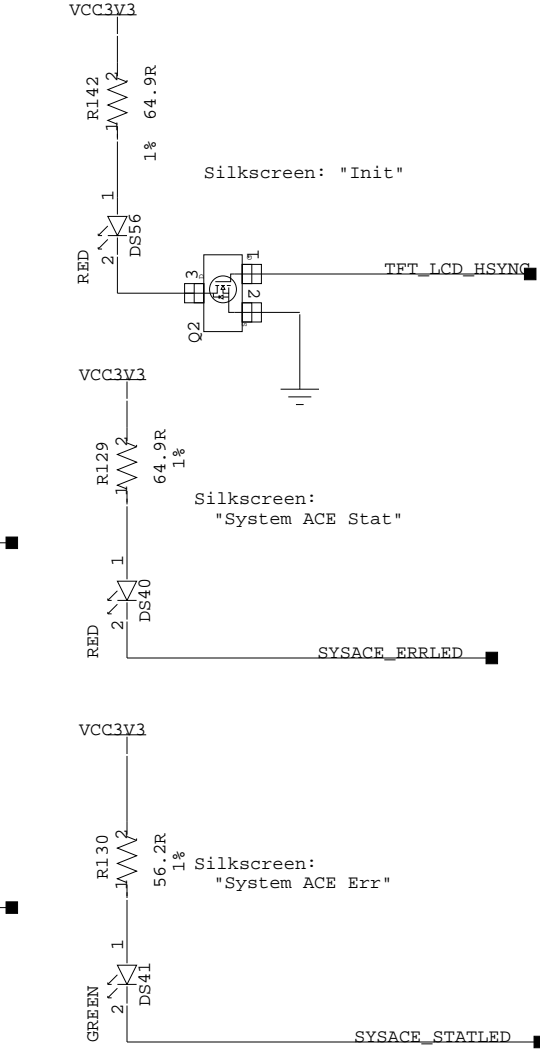 VCC3V3
R142
1
2
64.9R
1%
Silkscreen: "Init"
1
2
DS56
RED
3
D
1
G
2
S
Q2
TFT_LCD_HSYNC
VCC3V3
R129
1
2
64.9R
1%
Silkscreen:
"System ACE Stat"
1
2
DS40
RED
SYSACE_ERRLED
VCC3V3
R130
1
2
56.2R
1%
Silkscreen:
"System ACE Err"
1
2
DS41
GREEN
SYSACE_STATLED